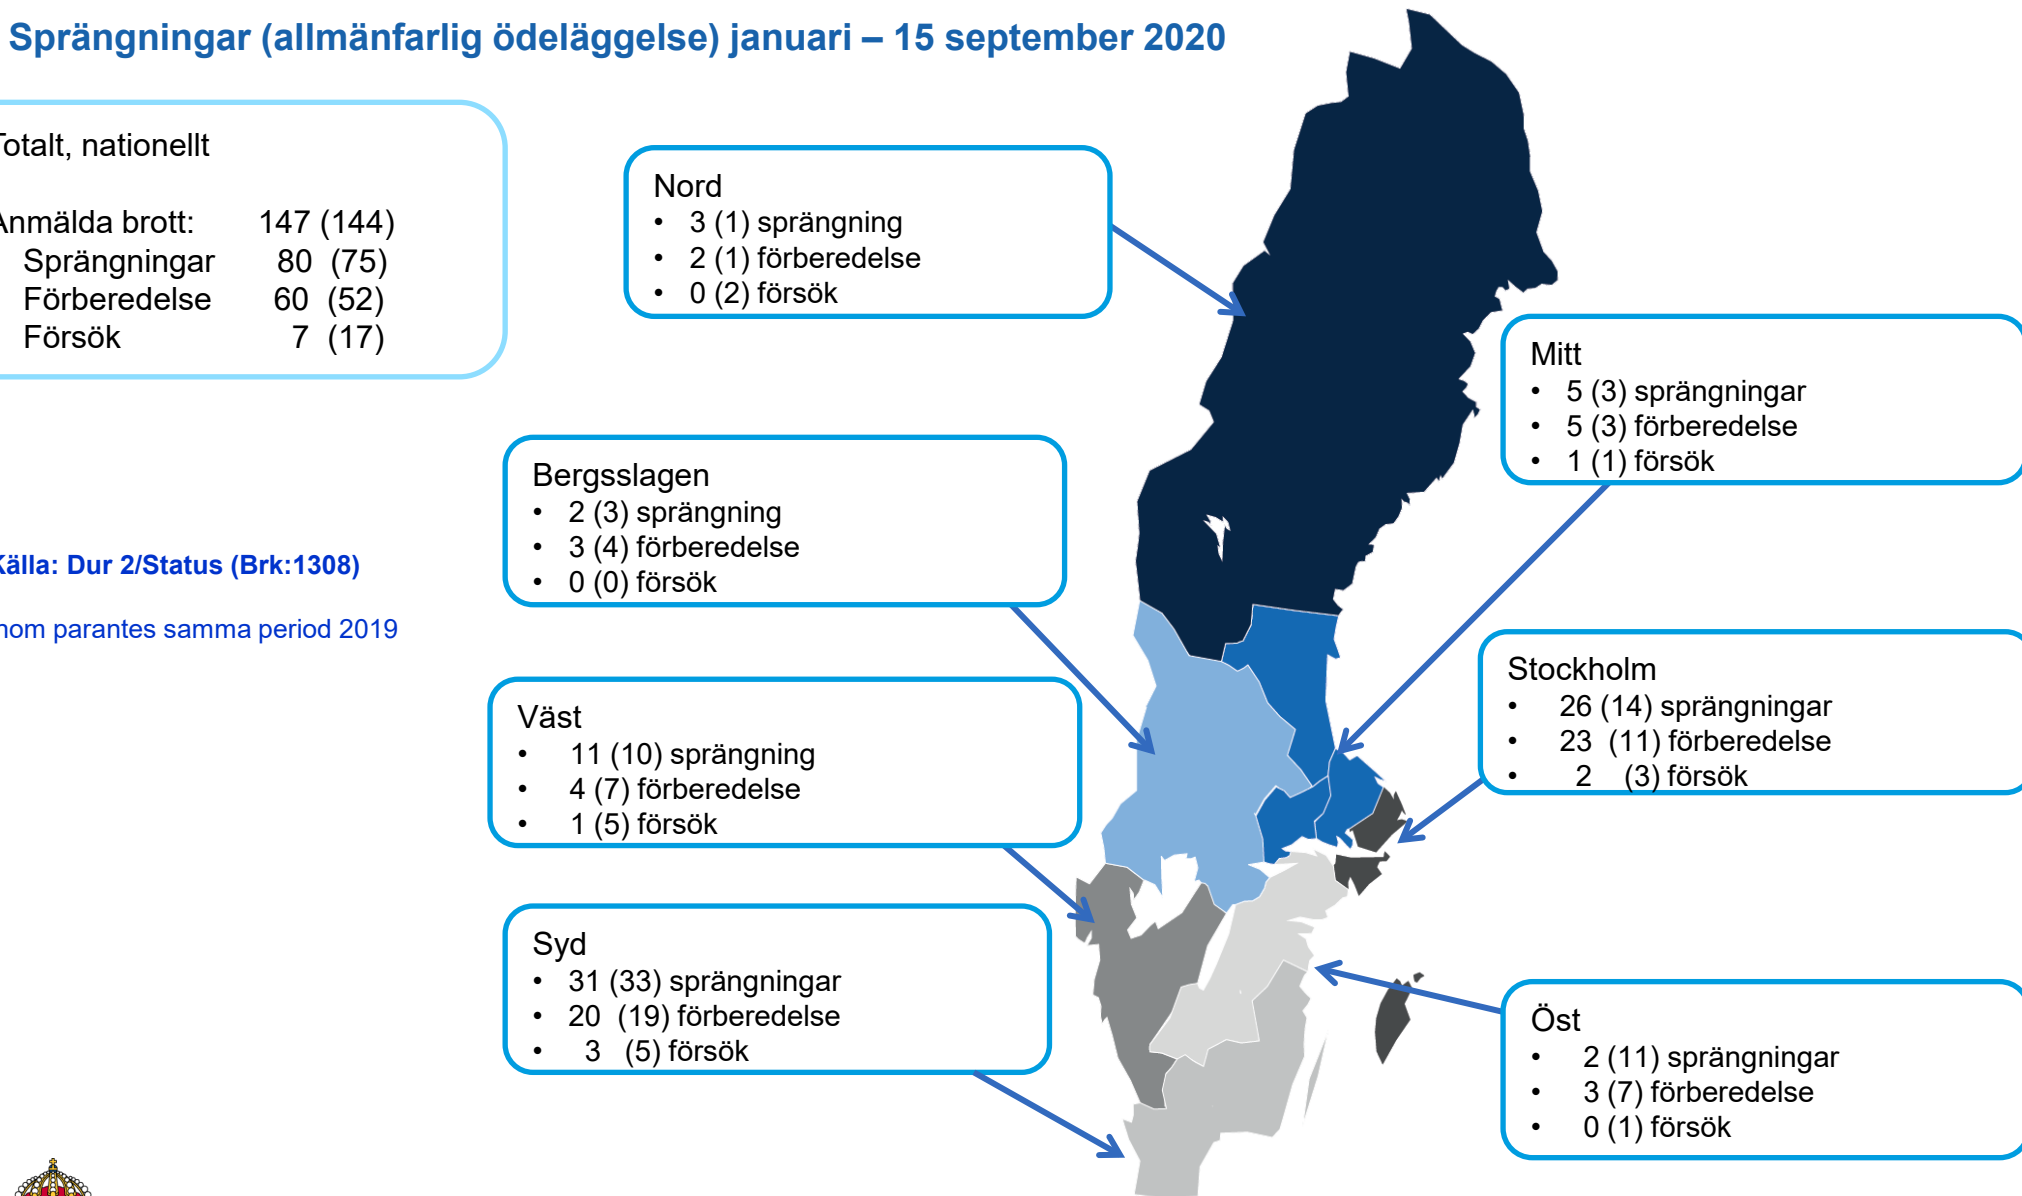 Sprängningar (allmänfarlig ödeläggelse) januari – 15 september 2020
Totalt, nationellt
Anmälda brott: 147 (144)
Sprängningar 80 (75)
Förberedelse 60 (52)
Försök 7 (17)
Nord
• 3 (1) sprängning
• 2 (1) förberedelse
• 0 (2) försök
Mitt
• 5 (3) sprängningar
• 5 (3) förberedelse
• 1 (1) försök
Bergsslagen
• 2 (3) sprängning
• 3 (4) förberedelse
• 0 (0) försök
Källa: Dur 2/Status (Brk:1308)
nom parantes samma period 2019
Stockholm
• 26 (14) sprängningar
• 23 (11) förberedelse
• 2 (3) försök
Väst
• 11 (10) sprängning
• 4 (7) förberedelse
• 1 (5) försök
Syd
• 31 (33) sprängningar
• 20 (19) förberedelse
• 3 (5) försök
Öst
• 2 (11) sprängningar
• 3 (7) förberedelse
• 0 (1) försök